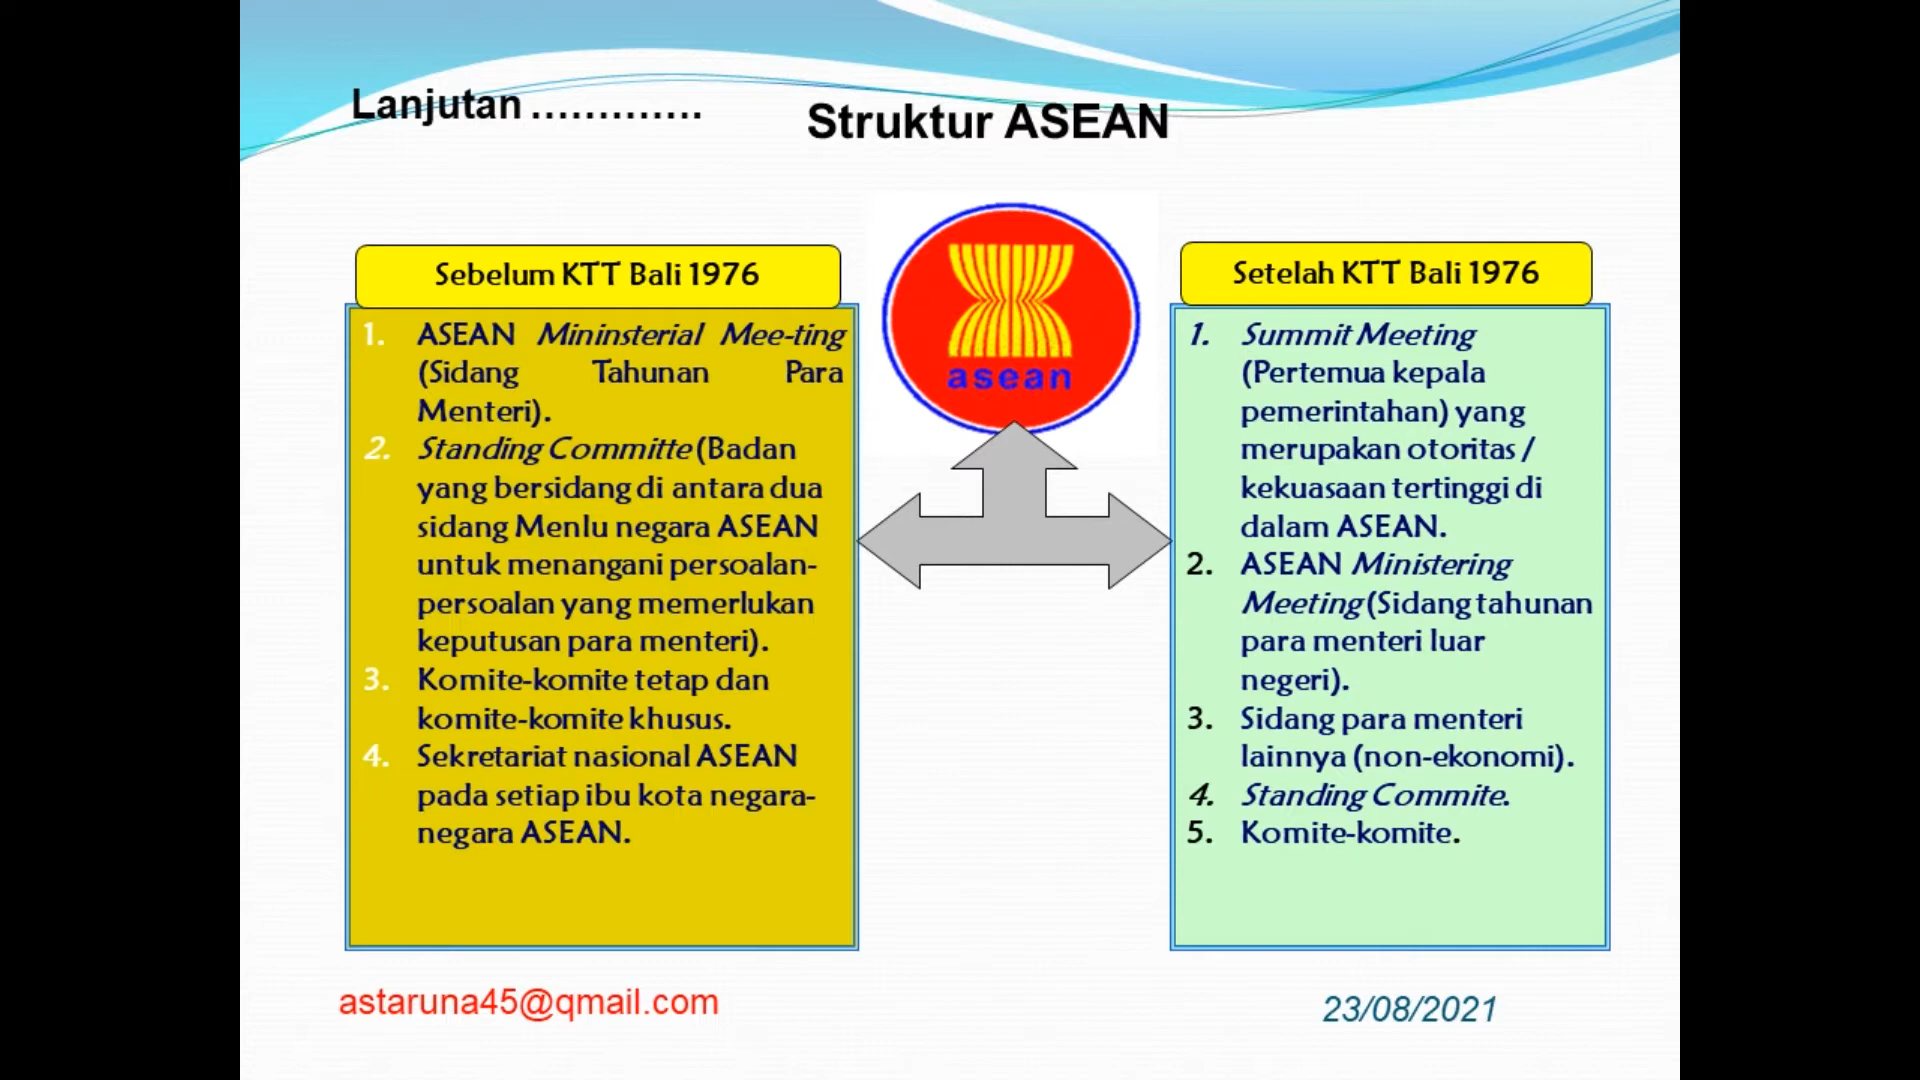 Lanjutan .............
Struktur ASEAN
Sebelum KTT Bali 1976
1. ASEAN Mininsterial Mee-ting
(Sidang Tahunan Para
Menteri).
2. Standing Committe (Badan
yang bersidang di antara dua
sidang Menlu negara ASEAN
untuk menangani persoalan-
persoalan yang memerlukan
keputusan para menteri).
3. Komite-komite tetap dan
komite-komite khusus.
4. Sekretariat nasional ASEAN
pada setiap ibu kota negara-
negara ASEAN.
asean
Setelah KTT Bali 1976
1. Summit Meeting
(Pertemua kepala
pemerintahan) yang
merupakan otoritas /
kekuasaan tertinggi di
dalam ASEAN.
2. ASEAN Ministering
Meeting (Sidang tahunan
para menteri luar
negeri).
3. Sidang para menteri
lainnya (non-ekonomi).
4. Standing Commite.
5. Komite-komite.
astaruna45@qmail.com
23/08/2021